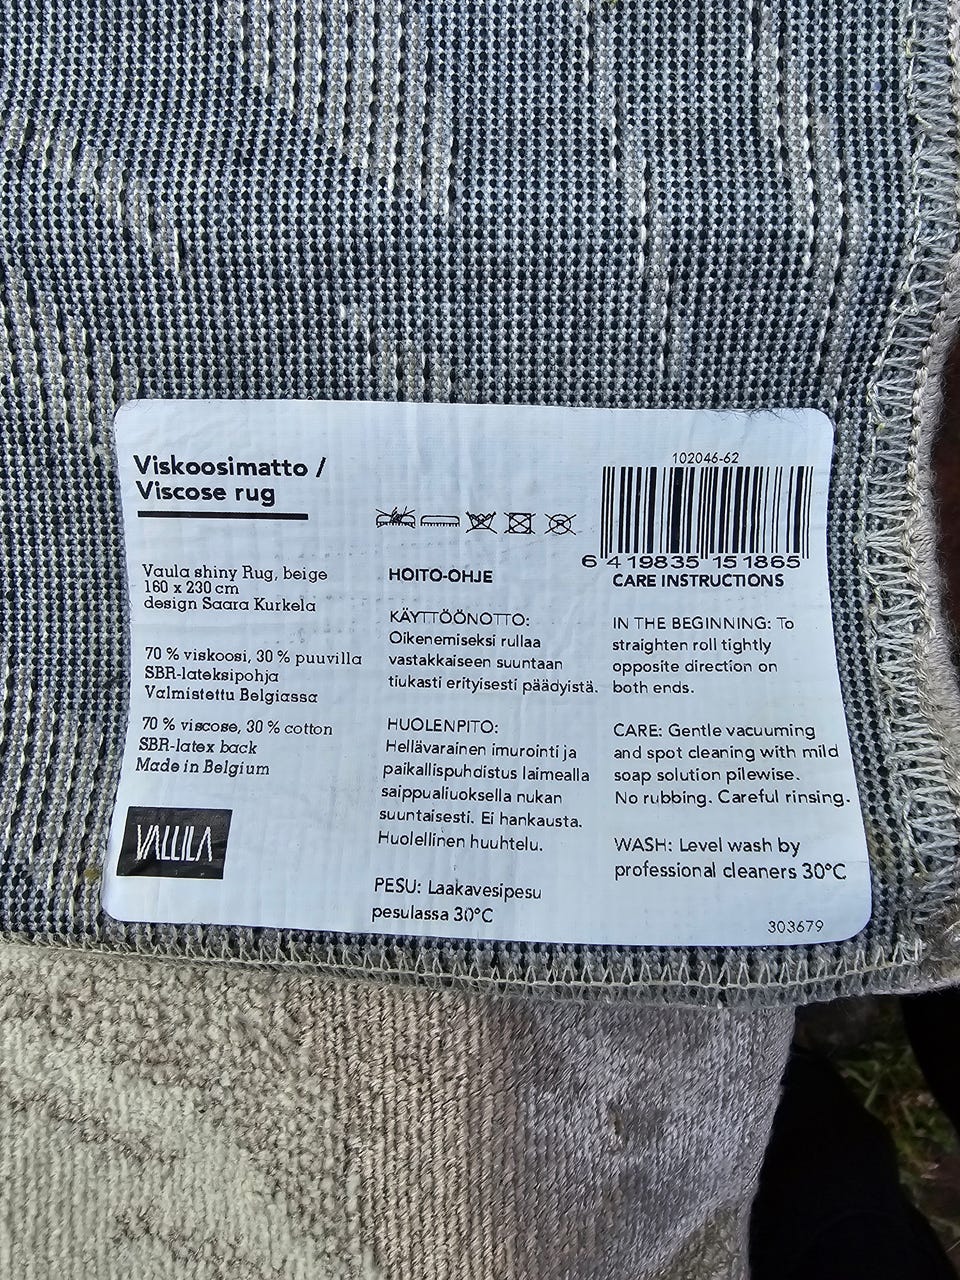 Viskoosimatto /
Viscose rug
Vaula shiny Rug, beige
160 x 230 cm
design Saara Kurkela
70 % viskoosi, 30 % puuvilla
SBR-lateksipohja
Valmistettu Belgiassa
70 % viscose, 30 % cotton
SBR-latex back
Made in Belgium
VALLILA
HOITO-OHJE
KÄYTTÖÖNOTTO:
Oikenemiseksi rullaa
vastakkaiseen suuntaan
tiukasti erityisesti päädyistä.
HUOLENPITO:
Hellävarainen imurointi ja
paikallispuhdistus laimealla
saippualiuoksella nukan
suuntaisesti. Ei hankausta.
Huolellinen huuhtelu.
PESU: Laakavesipesu
pesulassa 30°C
102046-62
6 419835 151865
CARE INSTRUCTIONS
IN THE BEGINNING: To
straighten roll tightly
opposite direction on
both ends.
CARE: Gentle vacuuming
and spot cleaning with mild
soap solution pilewise.
No rubbing. Careful rinsing.
WASH: Level wash by
professional cleaners 30°C
303679